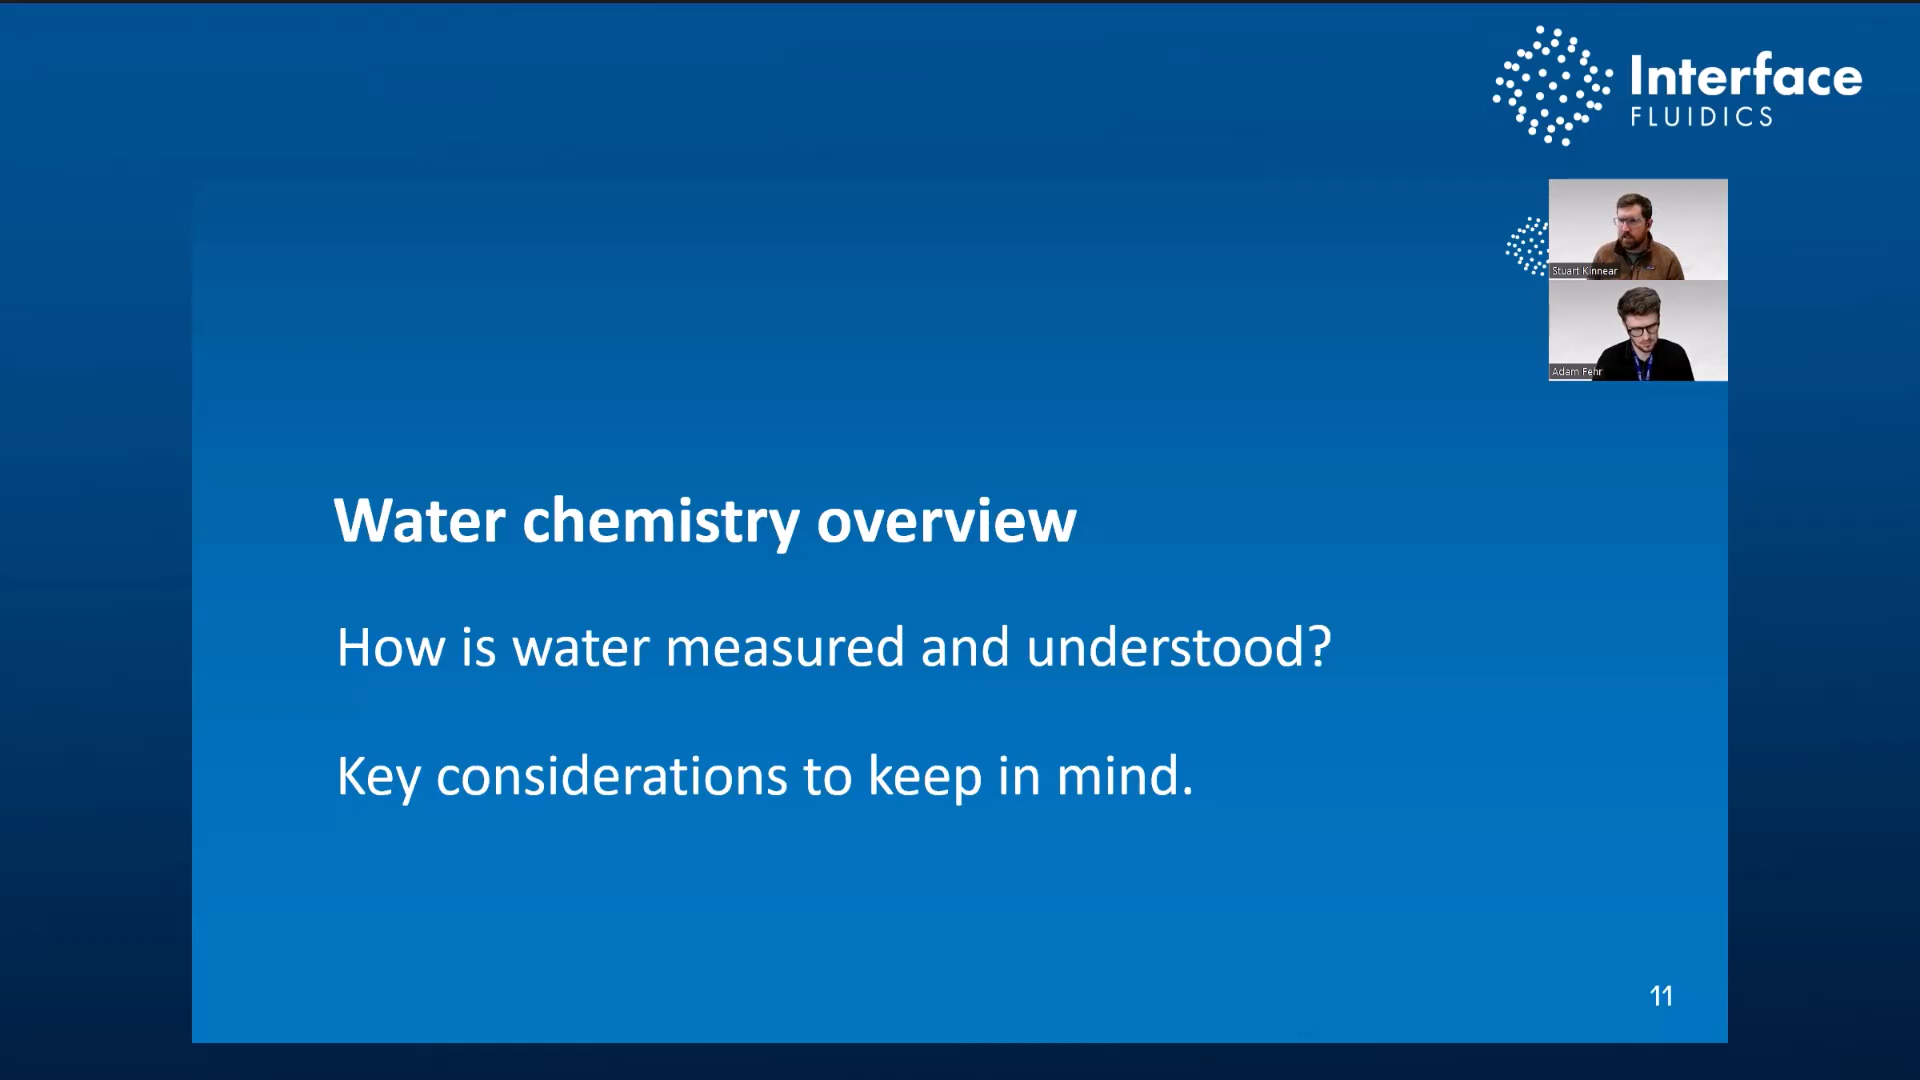 Interface
FLUIDICS
Stuart Kinnear
Adam Fehr
Water chemistry overview
How is water measured and understood?
Key considerations to keep in mind.
11